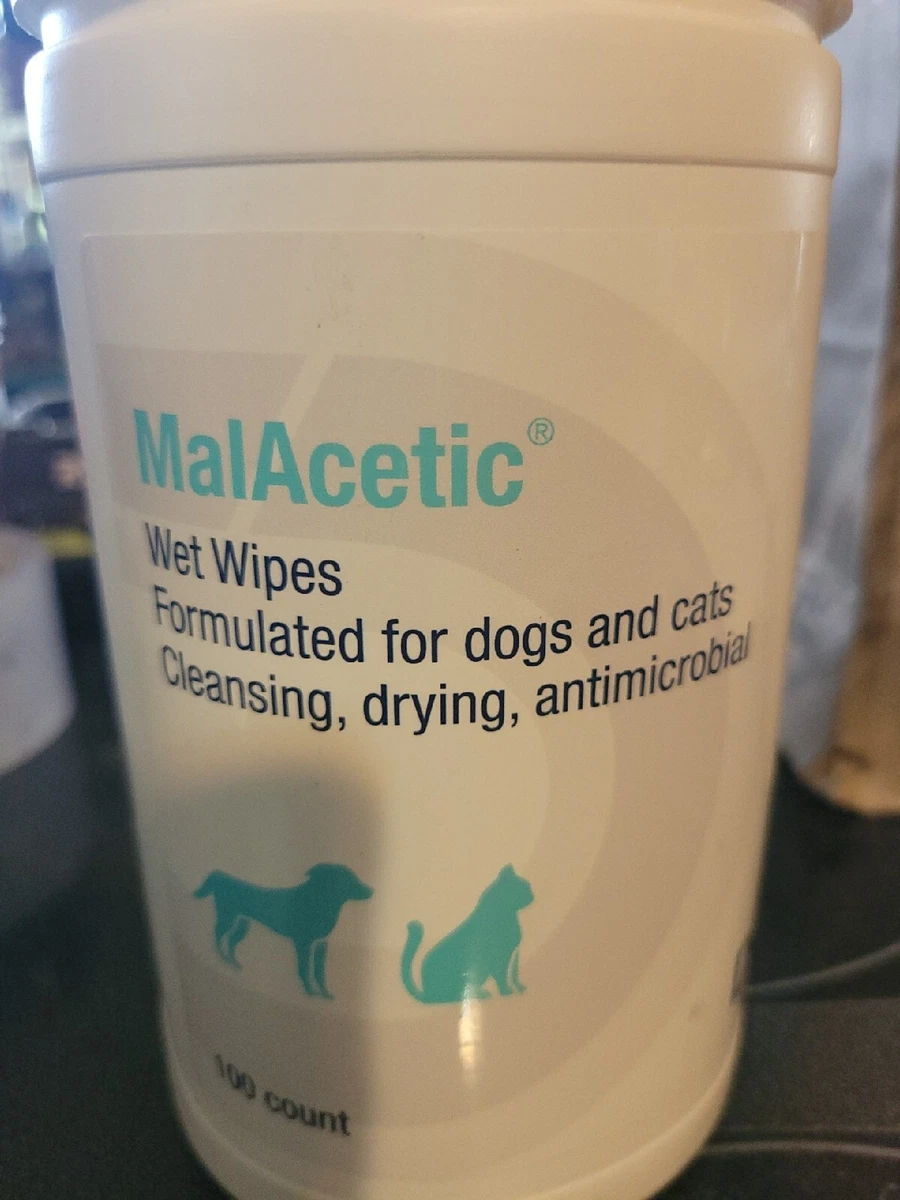 MalAcetic®
Wet Wipes
Formulated for dogs and cats
Cleansing, drying, antimicrobial
100 count